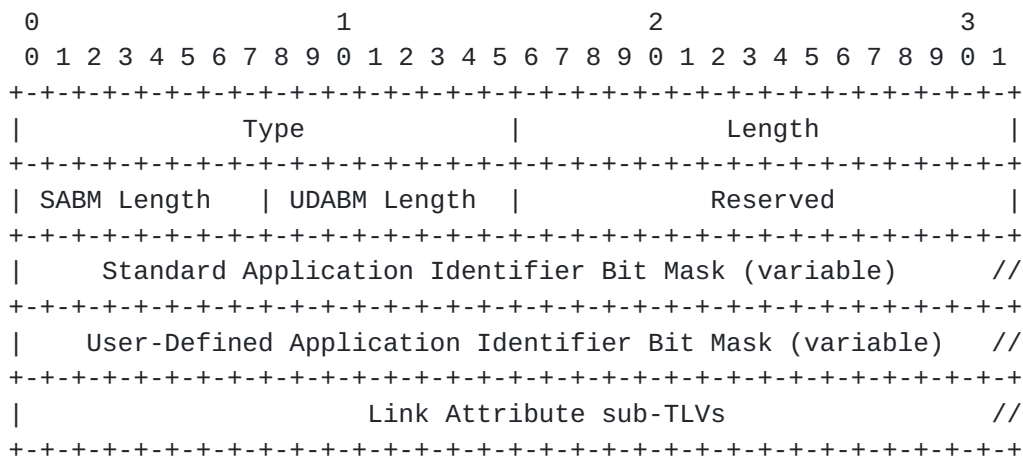 0                   1                   2                   3
 0 1 2 3 4 5 6 7 8 9 0 1 2 3 4 5 6 7 8 9 0 1 2 3 4 5 6 7 8 9 0 1
+-+-+-+-+-+-+-+-+-+-+-+-+-+-+-+-+-+-+-+-+-+-+-+-+-+-+-+-+-+-+-+-+
|              Type             |             Length            |
+-+-+-+-+-+-+-+-+-+-+-+-+-+-+-+-+-+-+-+-+-+-+-+-+-+-+-+-+-+-+-+-+
| SABM Length   | UDABM Length  |            Reserved           |
+-+-+-+-+-+-+-+-+-+-+-+-+-+-+-+-+-+-+-+-+-+-+-+-+-+-+-+-+-+-+-+-+
|     Standard Application Identifier Bit Mask (variable)      //
+-+-+-+-+-+-+-+-+-+-+-+-+-+-+-+-+-+-+-+-+-+-+-+-+-+-+-+-+-+-+-+-+
|    User-Defined Application Identifier Bit Mask (variable)   //
+-+-+-+-+-+-+-+-+-+-+-+-+-+-+-+-+-+-+-+-+-+-+-+-+-+-+-+-+-+-+-+-+
|                      Link Attribute sub-TLVs                 //
+-+-+-+-+-+-+-+-+-+-+-+-+-+-+-+-+-+-+-+-+-+-+-+-+-+-+-+-+-+-+-+-+